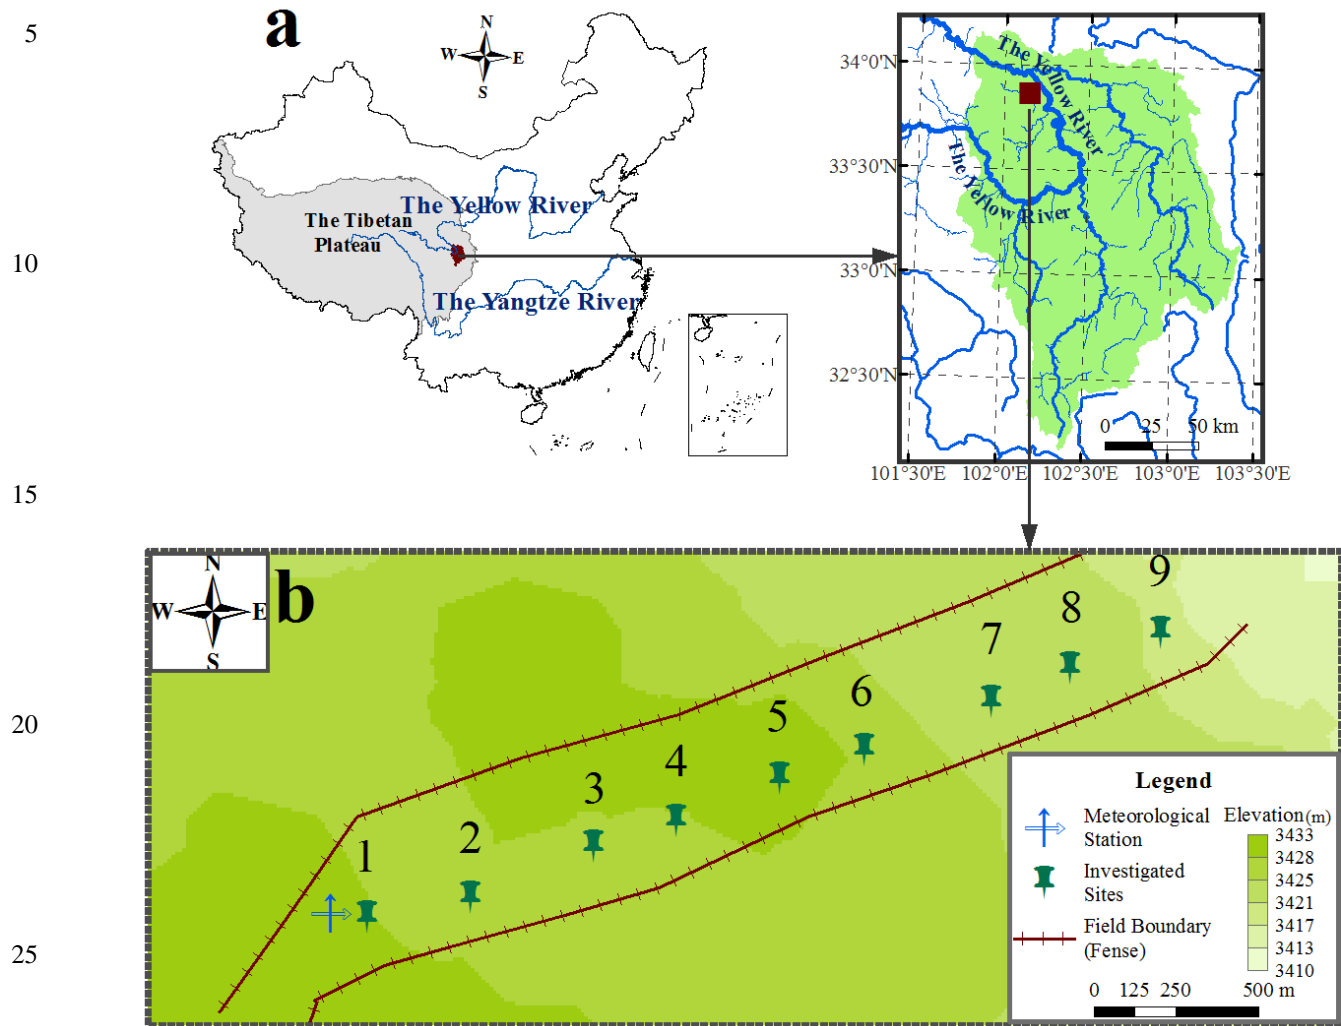 5
a
N
W
E
S
The Yellow River
The Tibetan
Plateau
The Yangtze River
10
15
34°0'N
33°30'N
33°0'N
32°30'N
The Yellow River
The Yellow River
0 25 50 km
101°30'E 102°0'E 102°30'E 103°0'E 103°30'E
N
W
E
S
b
1
2
3
4
5
6
7
8
9
20
25
Legend
Meteorological
Station
Investigated
Sites
Field Boundary
(Fense)
Elevation(m)
3433
3428
3425
3421
3417
3413
3410
0 125 250 500 m